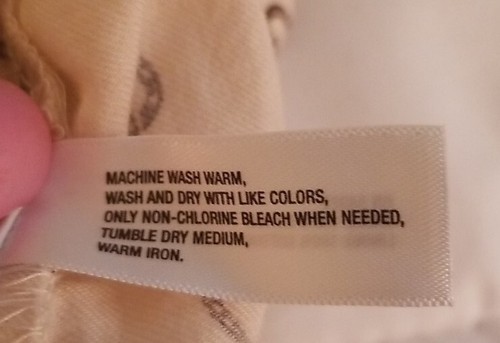 MACHINE WASH WARM,
WASH AND DRY WITH LIKE COLORS,
ONLY NON-CHLORINE BLEACH WHEN NEEDED,
TUMBLE DRY MEDIUM,
WARM IRON.